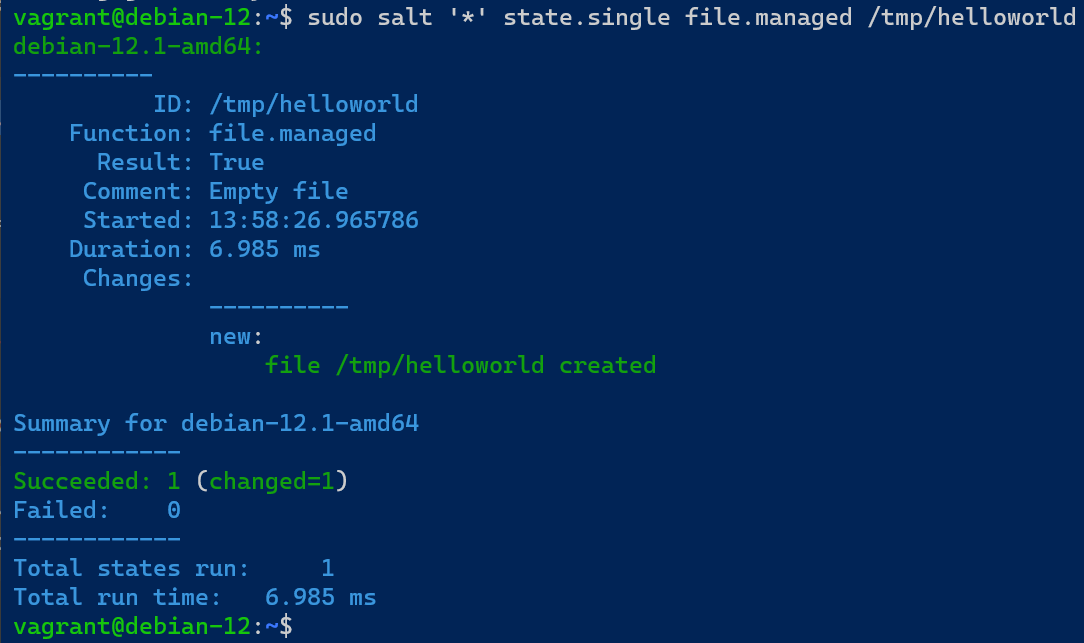 vagrant@debian-12:~$ sudo salt '*' state.single file.managed /tmp/helloworld
debian-12.1-amd64:
----------
          ID: /tmp/helloworld
    Function: file.managed
      Result: True
     Comment: Empty file
     Started: 13:58:26.965786
    Duration: 6.985 ms
     Changes:
              ----------
              new:
                  file /tmp/helloworld created

Summary for debian-12.1-amd64
------------
Succeeded: 1 (changed=1)
Failed:    0
------------
Total states run:     1
Total run time:   6.985 ms
vagrant@debian-12:~$